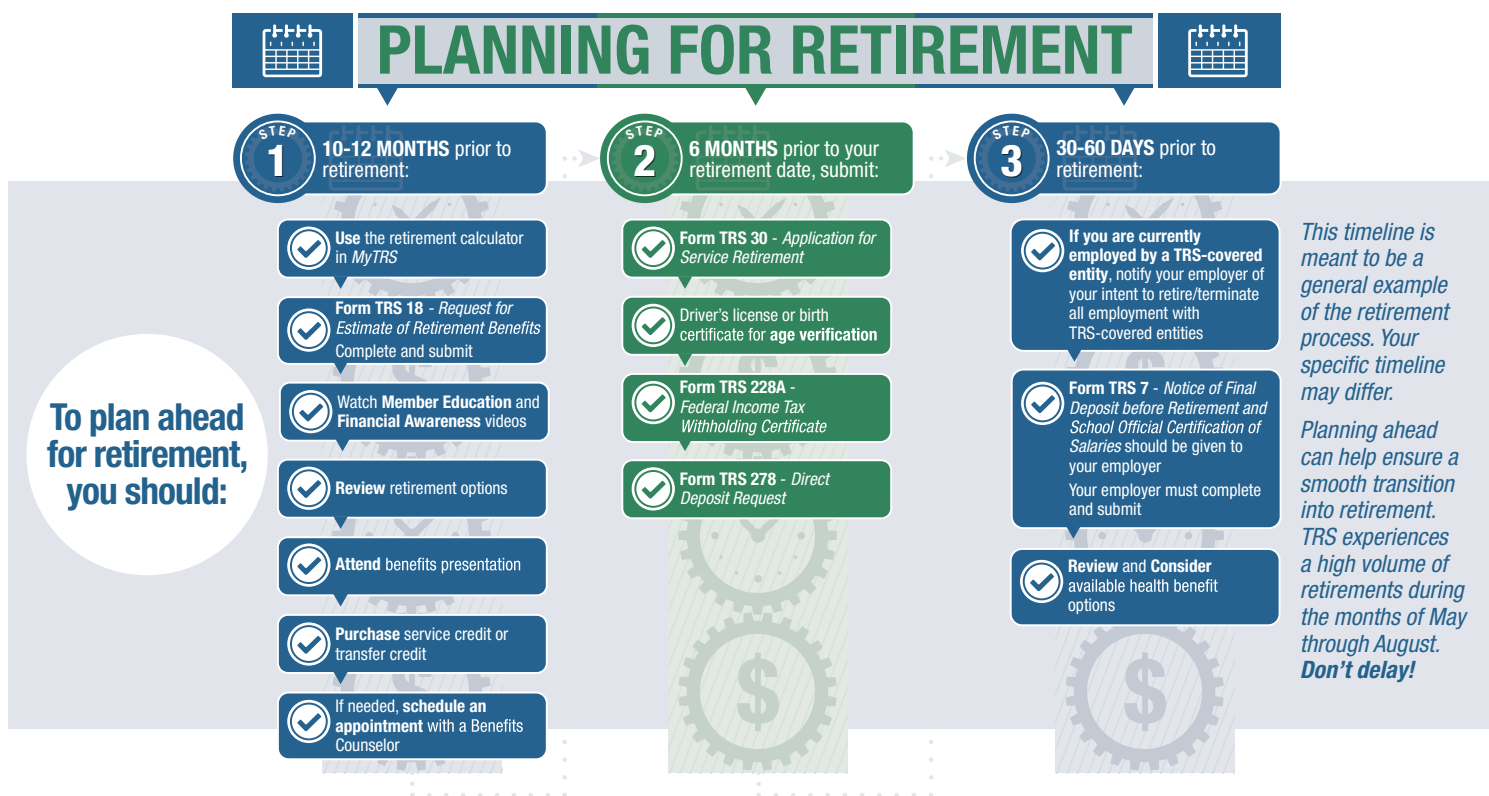 PLANNING FOR RETIREMENT
To plan ahead
for retirement,
you should:
STEP
1
10-12 MONTHS prior to
retirement:
Use the retirement calculator
in MyTRS
Form TRS 18 - Request for
Estimate of Retirement Benefits
Complete and submit
Watch Member Education and
Financial Awareness videos
Review retirement options
Attend benefits presentation
Purchase service credit or
transfer credit
If needed, schedule an
appointment with a Benefits
Counselor
STEP
2
6 MONTHS prior to your
retirement date, submit:
Form TRS 30 - Application for
Service Retirement
Driver's license or birth
certificate for age verification
Form TRS 228A -
Federal Income Tax
Withholding Certificate
Form TRS 278 - Direct
Deposit Request
$
STEP
3
30-60 DAYS prior to
retirement:
If you are currently
employed by a TRS-covered
entity, notify your employer of
your intent to retire/terminate
all employment with
TRS-covered entities
Form TRS 7 - Notice of Final
Deposit before Retirement and
School Official Certification of
Salaries should be given to
your employer
Your employer must complete
and submit
Review and Consider
available health benefit
options
$
This timeline is
meant to be a
general example
of the retirement
process. Your
specific timeline
may differ.
Planning ahead
can help ensure a
smooth transition
into retirement.
TRS experiences
a high volume of
retirements during
the months of May
through August.
Don't delay!